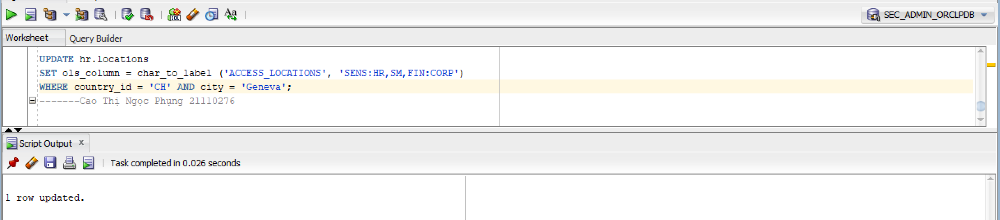 SEC_ADMIN_ORCLPDB
Worksheet Query Builder
UPDATE hr.locations
SET ols_column = char_to_label ('ACCESS_LOCATIONS', 'SENS:HR,SM,FIN:CORP')
WHERE country_id = 'CH' AND city = 'Geneva';
-------Cao Thị Ngọc Phụng 21110276
Script Output x
Task completed in 0.026 seconds
1 row updated.